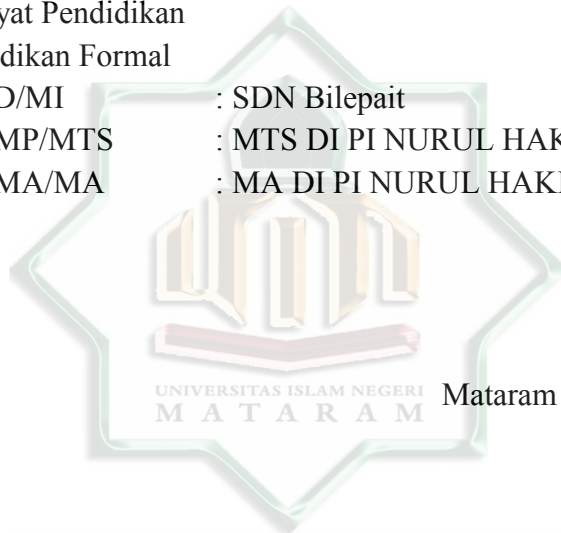 yat Pendidikan
dikan Formal
D/MI : SDN Bilepait
MP/MTS : MTS DI PI NURUL HAK
MA/MA : MA DI PI NURUL HAK
UNIVERSITAS ISLAM NEGERI
MATARAM
Mataram